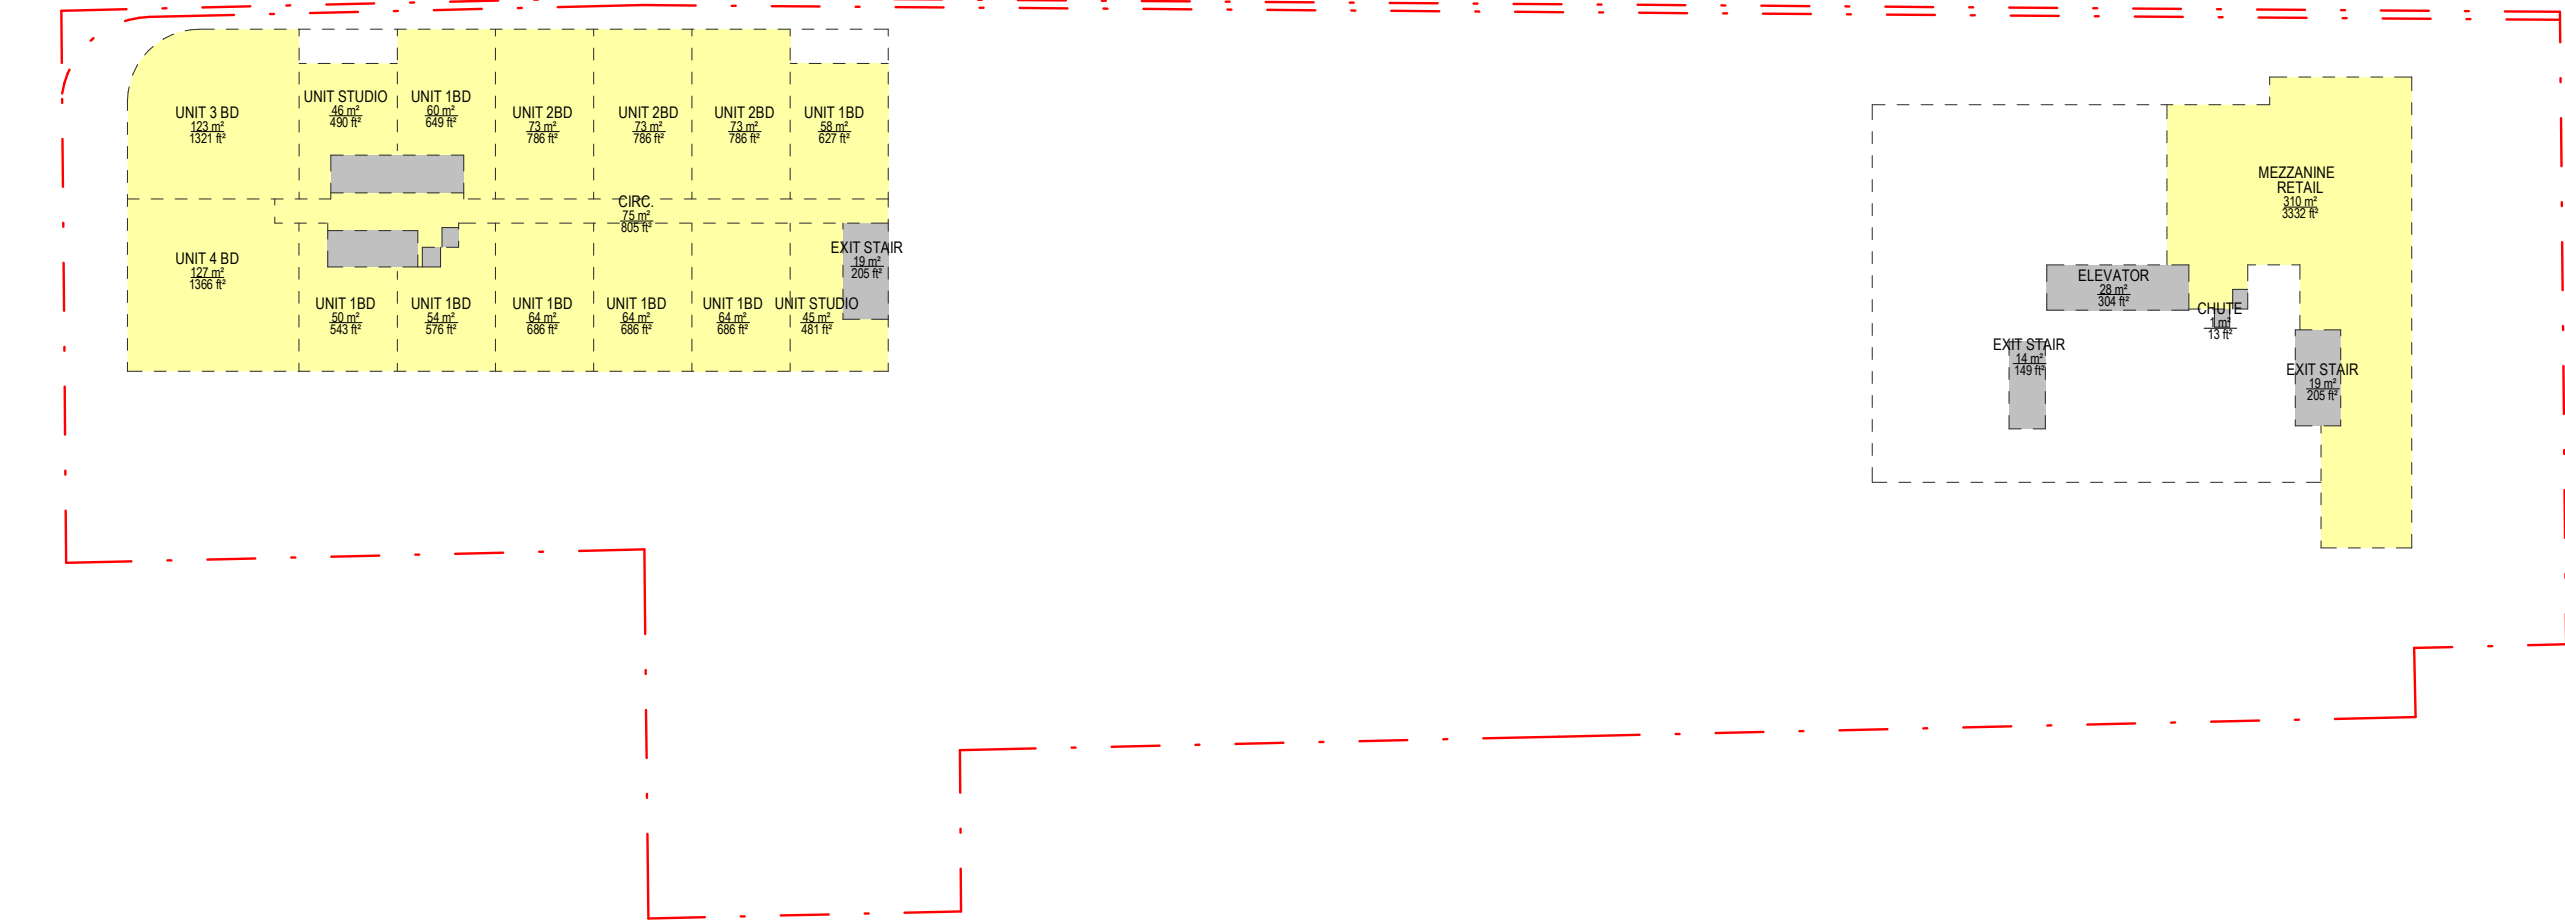 UNIT 3 BD
123 m²
1321 ft²
UNIT STUDIO
46 m²
490 ft²
UNIT 1BD
60 m²
649 ft²
UNIT 2BD
73 m²
786 ft²
UNIT 2BD
73 m²
786 ft²
UNIT 2BD
73 m²
786 ft²
UNIT 1BD
58 m²
627 ft²
CIRC.
75 m²
805 ft²
UNIT 4 BD
127 m²
1366 ft²
UNIT 1BD
50 m²
543 ft²
UNIT 1BD
54 m²
576 ft²
UNIT 1BD
64 m²
686 ft²
UNIT 1BD
64 m²
686 ft²
UNIT 1BD
64 m²
686 ft²
UNIT STUDIO
45 m²
481 ft²
EXIT STAIR
19 m²
205 ft²
MEZZANINE
RETAIL
310 m²
3332 ft²
ELEVATOR
28 m²
304 ft²
CHUTE
1 m²
13 ft²
EXIT STAIR
14 m²
149 ft²
EXIT STAIR
19 m²
205 ft²